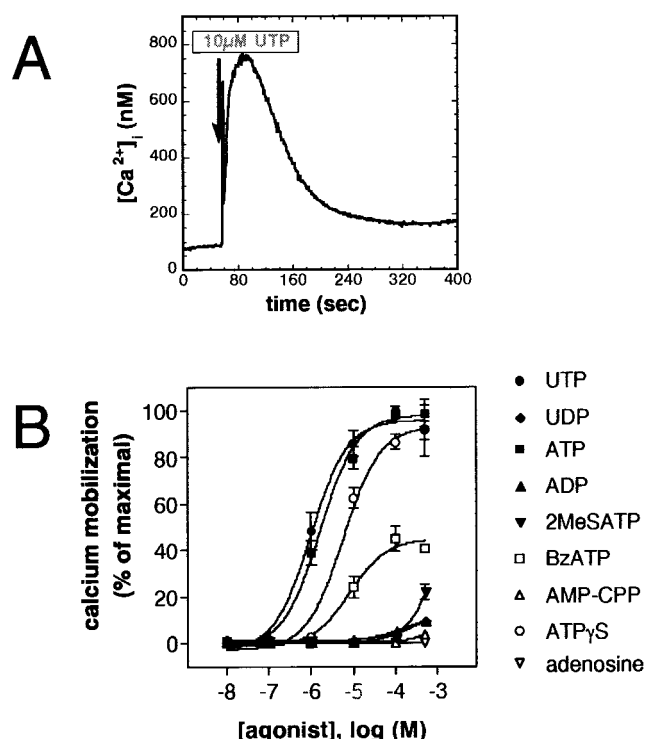 A
10µM UTP
[Ca 2+]i (nM)
800
600
400
200
0
0 80 160 240 320 400
time (sec)
B
calcium mobilization
(% of maximal)
100
80
60
40
20
0
-8 -7 -6 -5 -4 -3
[agonist], log (M)
UTP
UDP
ATP
ADP
2MeSATP
BzATP
AMP-CPP
ATPγS
adenosine